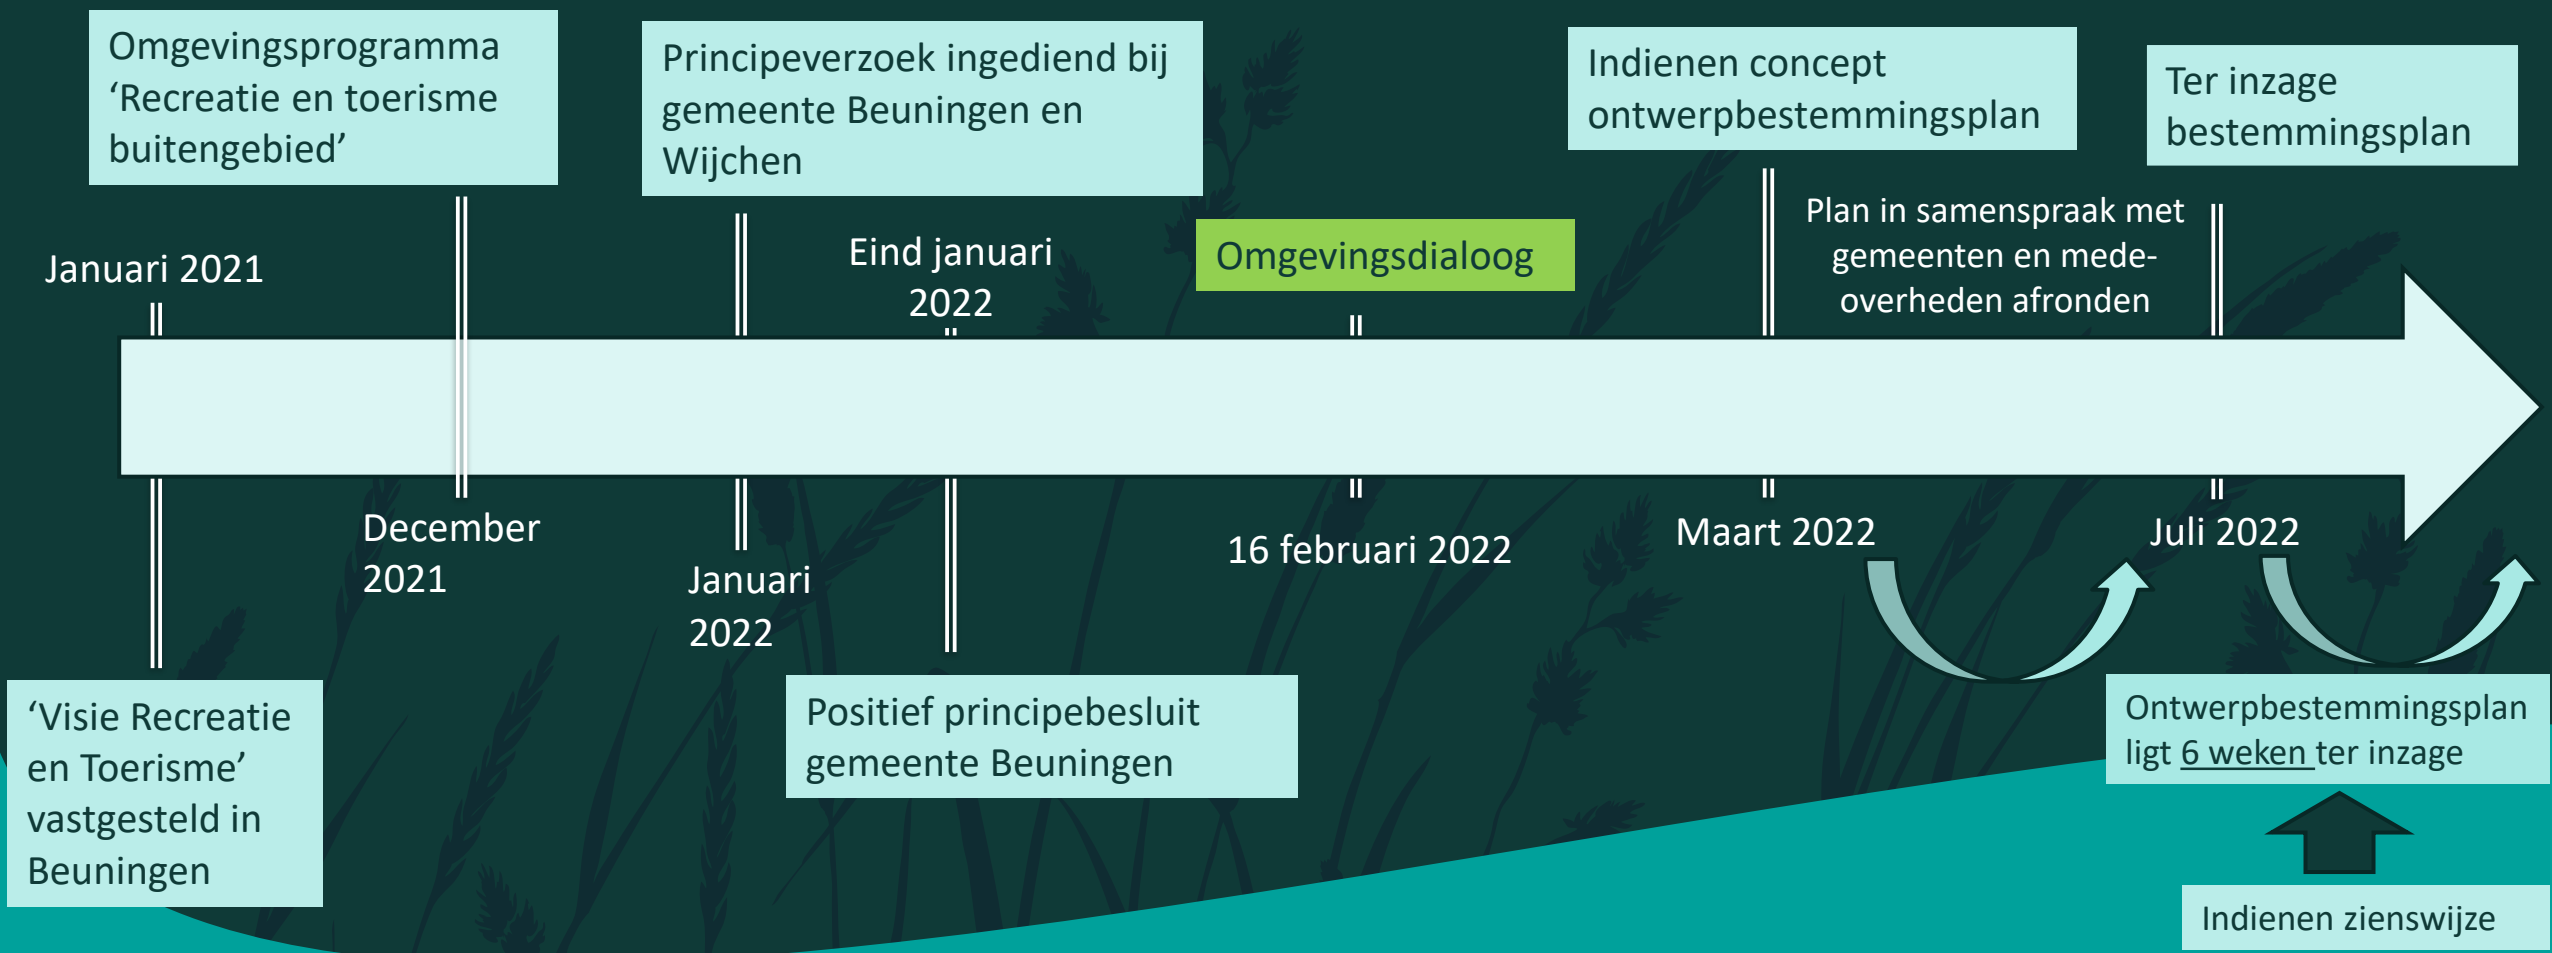 Omgevingsprogramma
‘Recreatie en toerisme
buitengebied’
Principeverzoek ingediend bij
gemeente Beuningen en
Wijchen
Indienen concept
ontwerpbestemmingsplan
Ter inzage
bestemmingsplan
Januari 2021
Eind januari
2022
Omgevingsdialoog
Plan in samenspraak met
gemeenten en mede-
overheden afronden
December
2021
Januari
2022
16 februari 2022
Maart 2022
Juli 2022
‘Visie Recreatie
en Toerisme’
vastgesteld in
Beuningen
Positief principebesluit
gemeente Beuningen
Ontwerpbestemmingsplan
ligt 6 weken ter inzage
Indienen zienswijze